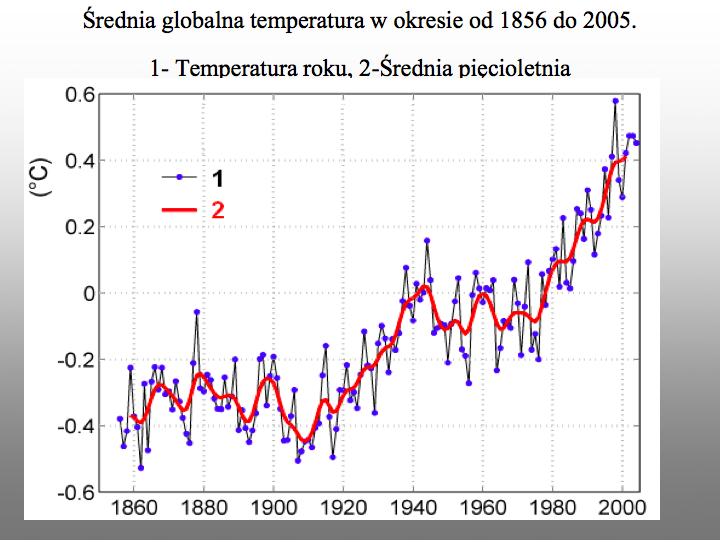 Średnia globalna temperatura w okresie od 1856 do 2005.
1- Temperatura roku, 2-Średnia pięcioletnia
0.6
0.4
0.2
0
-0.2
-0.4
-0.6
(°C)
1
2
1860 1880 1900 1920 1940 1960 1980 2000